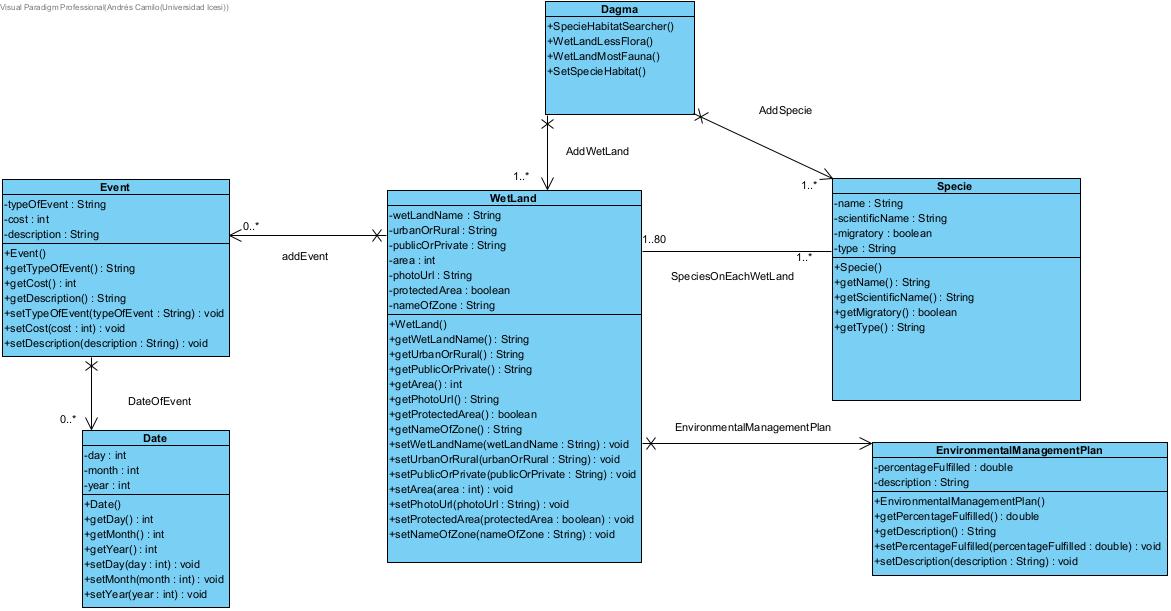 Visual Paradigm Professional(Andrés Camilo(Universidad Icesi))
Dagma
+SpecieHabitatSearcher()
+WetLandLessFlora()
+WetLandMostFauna()
+SetSpecieHabitat()
AddSpecie
AddWetLand
1..*
1..*
Event
-typeOfEvent : String
-cost : int
-description : String
+Event()
+getTypeOfEvent() : String
+getCost() : int
+getDescription() : String
+setTypeOfEvent(typeOfEvent : String) : void
+setCost(cost : int) : void
+setDescription(description : String) : void
0..*
addEvent
WetLand
-wetLandName : String
-urbanOrRural : String
-publicOrPrivate : String
-area : int
-photoUrl : String
-protectedArea : boolean
-nameOfZone : String
+WetLand()
+getWetLandName() : String
+getUrbanOrRural() : String
+getPublicOrPrivate() : String
+getArea() : int
+getPhotoUrl() : String
+getProtectedArea() : boolean
+getNameOfZone() : String
+setWetLandName(wetLandName : String) : void
+setUrbanOrRural(urbanOrRural : String) : void
+setPublicOrPrivate(publicOrPrivate : String) : void
+setArea(area : int) : void
+setPhotoUrl(photoUrl : String) : void
+setProtectedArea(protectedArea : boolean) : void
+setNameOfZone(nameOfZone : String) : void
1..80
1..*
SpeciesOnEachWetLand
Specie
-name : String
-scientificName : String
-migratory : boolean
-type : String
+Specie()
+getName() : String
+getScientificName() : String
+getMigratory() : boolean
+getType() : String
DateOfEvent
0..*
Date
-day : int
-month : int
-year : int
+Date()
+getDay() : int
+getMonth() : int
+getYear() : int
+setDay(day : int) : void
+setMonth(month : int) : void
+setYear(year : int) : void
EnvironmentalManagementPlan
EnvironmentalManagementPlan
-percentageFulfilled : double
-description : String
+EnvironmentalManagementPlan()
+getPercentageFulfilled() : double
+getDescription() : String
+setPercentageFulfilled(percentageFulfilled : double) : void
+setDescription(description : String) : void